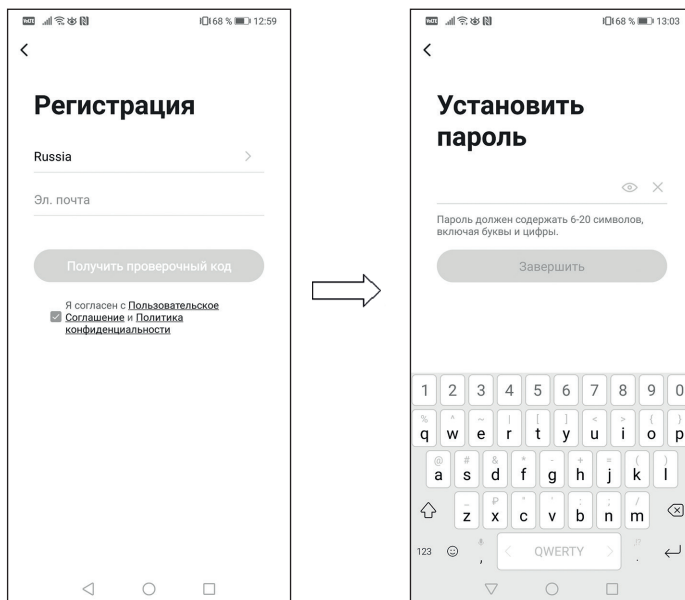 68 % 12:59
Регистрация
Russia
Эл. почта
Получить проверочный код
Я согласен с Пользовательское
Соглашение и Политика
конфиденциальности
68 % 13:03
Установить
пароль
Пароль должен содержать 6-20 символов,
включая буквы и цифры.
Завершить
1 2 3 4 5 6 7 8 9 0
% ^ ~ | [ ] < > { }
q w e r t y u i o p
@ # & * - + = ( )
a s d f g h j k l
_ ₽ " ' : ; /
z x c v b n m
123 , < QWERTY > .